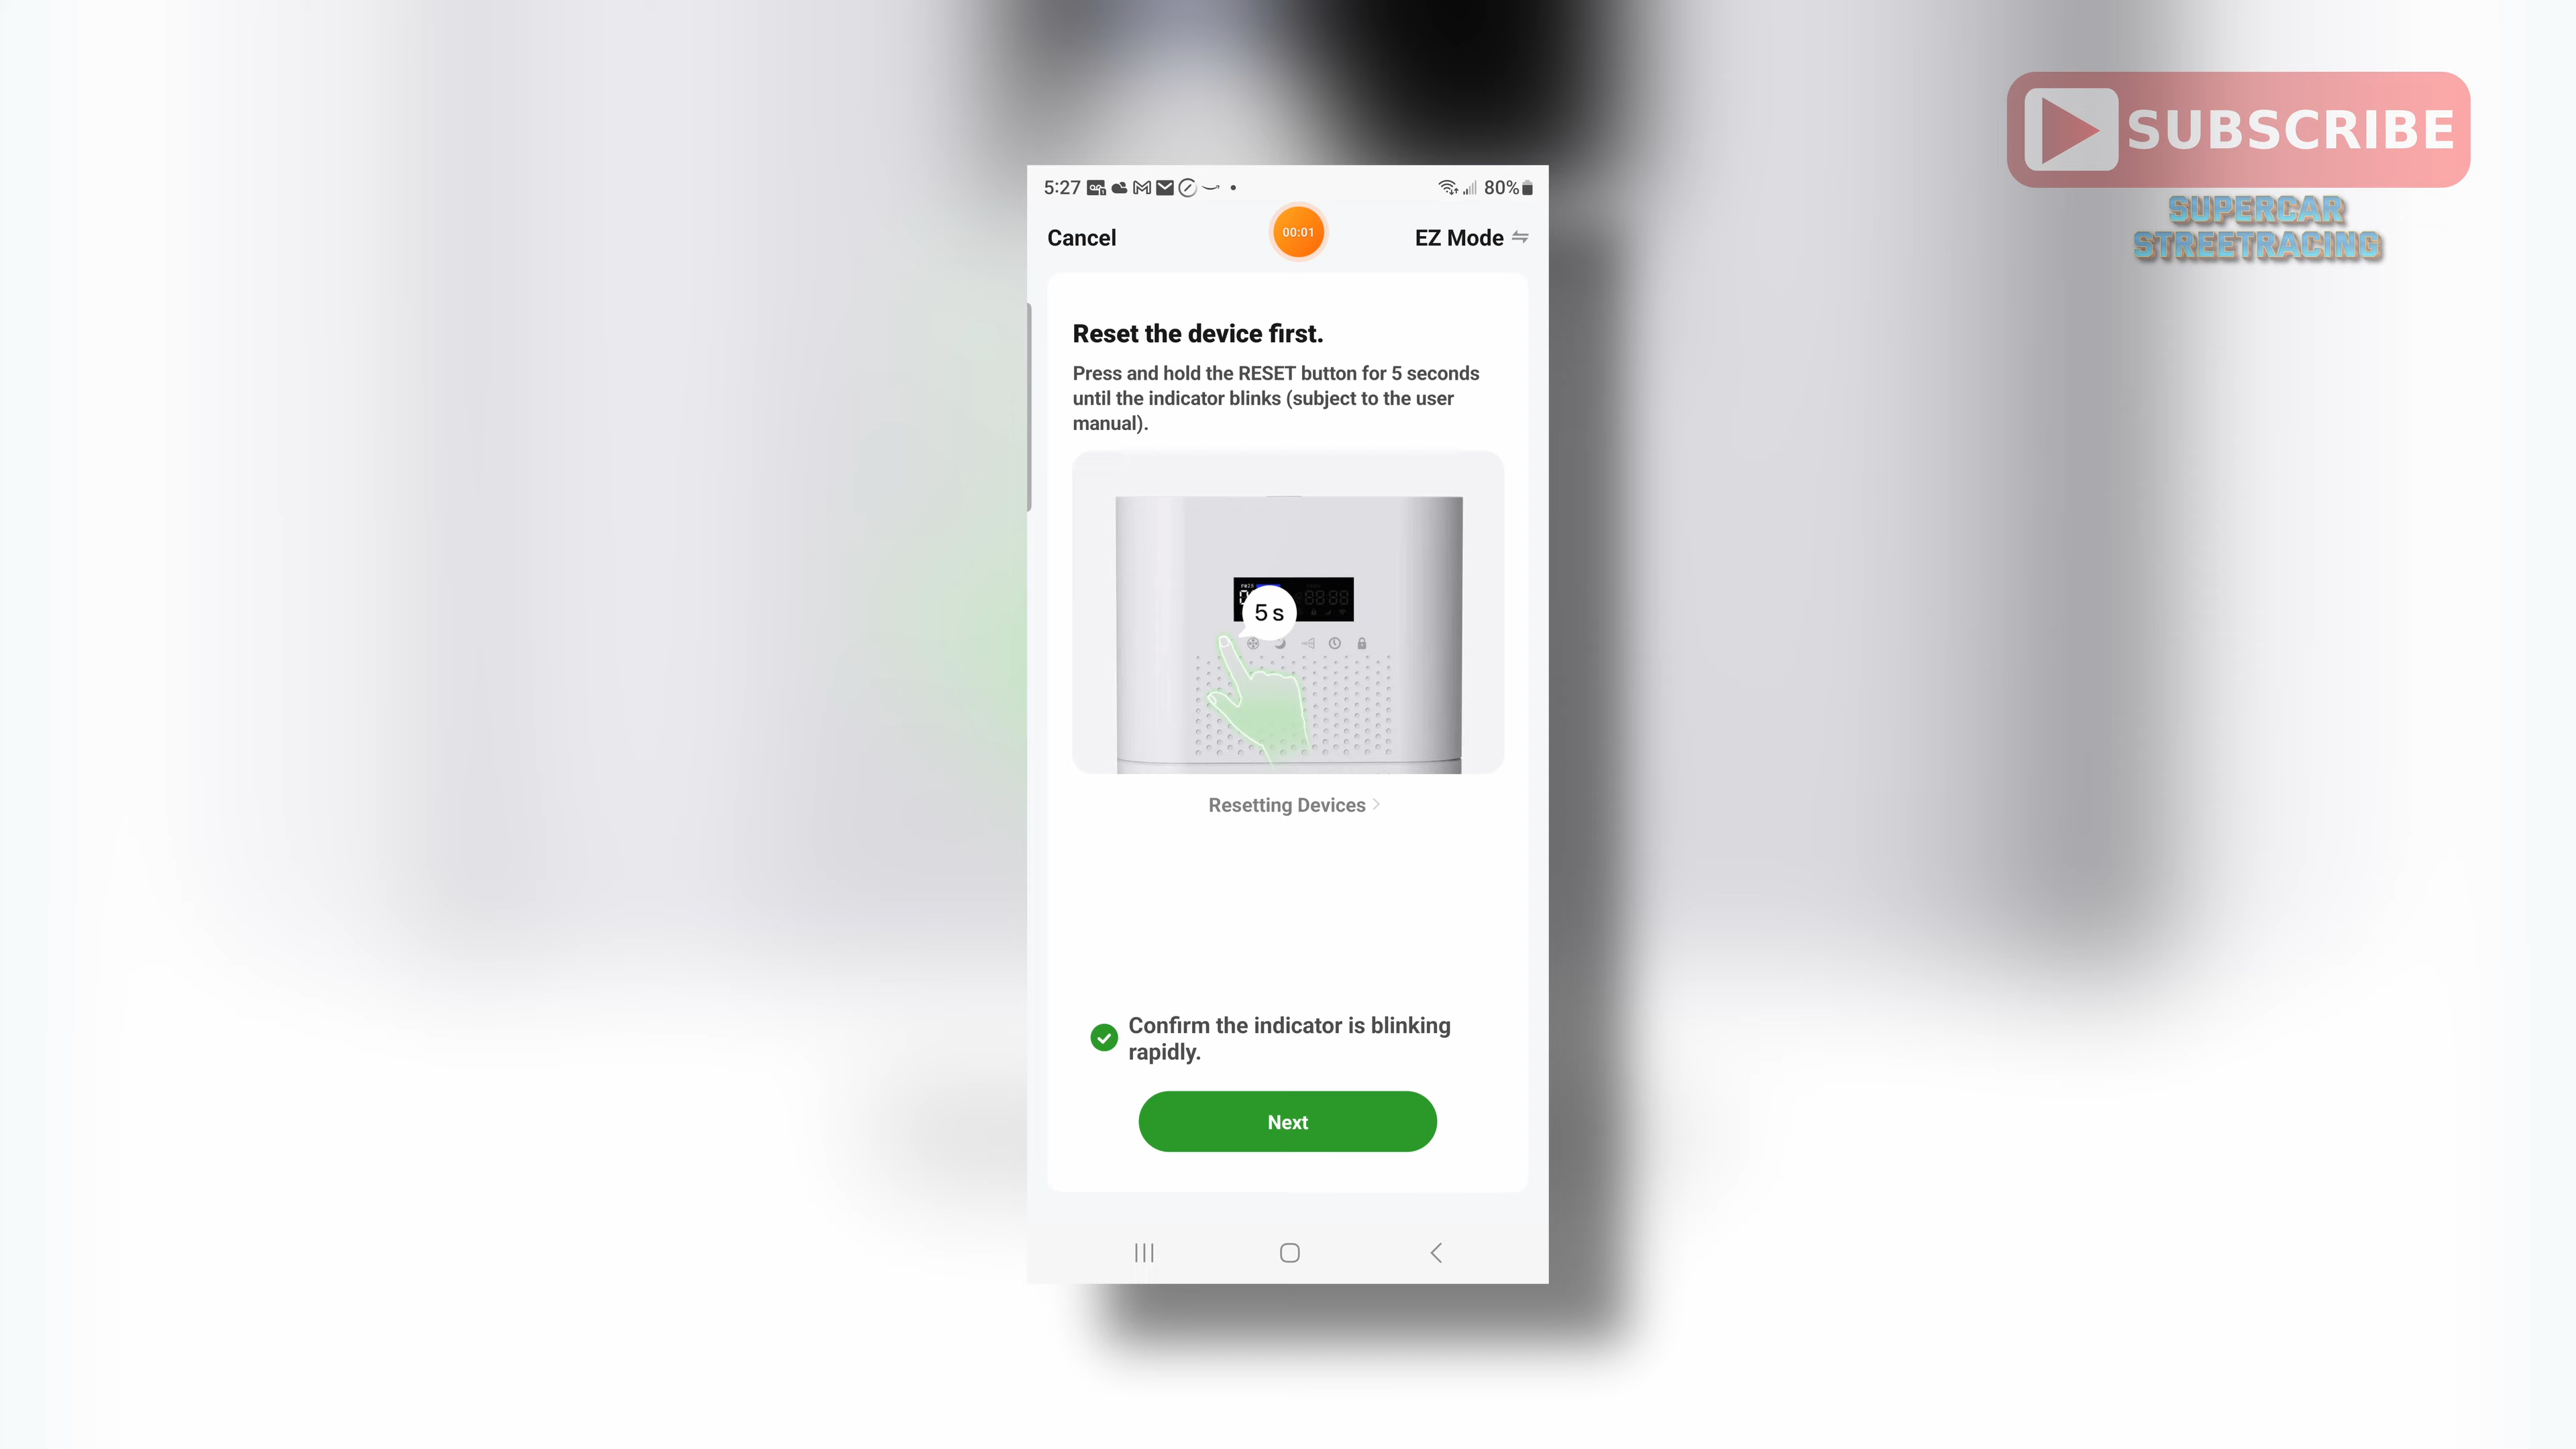 SUBSCRIBE
SUPERCAR
STREETRACING
5:27
80%
Cancel
00:01
EZ Mode
Reset the device first.
Press and hold the RESET button for 5 seconds
until the indicator blinks (subject to the user
manual).
5 s
Resetting Devices
Confirm the indicator is blinking
rapidly.
Next